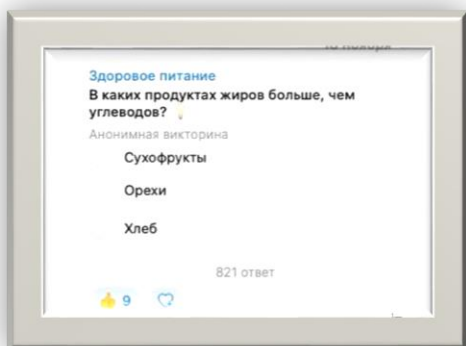 Здоровое питание
В каких продуктах жиров больше, чем
углеводов?
Анонимная викторина
Сухофрукты
Орехи
Хлеб
821 ответ
9